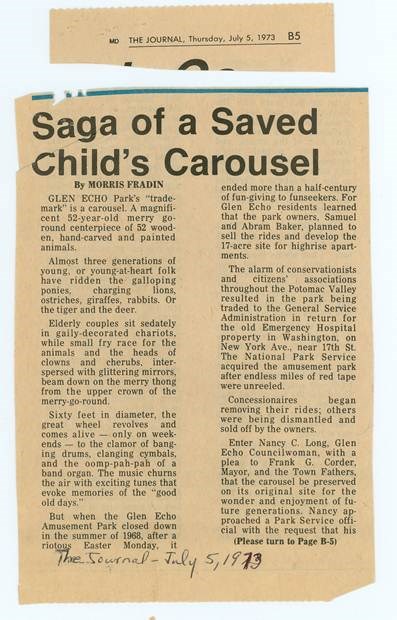 MD THE JOURNAL, Thursday, July 5, 1973 B5
Saga of a Saved
Child's Carousel
By MORRIS FRADIN
GLEN ECHO Park's "trade-
mark" is a carousel. A magnifi-
cent 52-year-old merry go-
round centerpiece of 52 wood-
en, hand-carved and painted
animals.
Almost three generations of
young, or young-at-heart folk
have ridden the galloping
ponies, charging lions,
ostriches, giraffes, rabbits. Or
the tiger and the deer.
Elderly couples sit sedately
in gaily-decorated chariots,
while small fry race for the
animals and the heads of
clowns and cherubs, inter-
spersed with glittering mirrors,
beam down on the merry thong
from the upper crown of the
merry-go-round.
Sixty feet in diameter, the
great wheel revolves and
comes alive — only on week-
ends — to the clamor of bang-
ing drums, clanging cymbals,
and the oomp-pah-pah of a
band organ. The music churns
the air with exciting tunes that
evoke memories of the "good
old days."
But when the Glen Echo
Amusement Park closed down
in the summer of 1968, after a
riotous Easter Monday, it
ended more than a half-century
of fun-giving to funseekers. For
Glen Echo residents learned
that the park owners, Samuel
and Abram Baker, planned to
sell the rides and develop the
17-acre site for highrise apart-
ments.
The alarm of conservationists
and citizens' associations
throughout the Potomac Valley
resulted in the park being
traded to the General Service
Administration in return for
the old Emergency Hospital
property in Washington, on
New York Ave., near 17th St.
The National Park Service
acquired the amusement park
after endless miles of red tape
were unreeled.
Concessionaires began
removing their rides; others
were being dismantled and
sold off by the owners.
Enter Nancy C. Long, Glen
Echo Councilwoman, with a
plea to Frank G. Corder,
Mayor, and the Town Fathers,
that the carousel be preserved
on its original site for the
wonder and enjoyment of fu-
ture generations. Nancy ap-
proached a Park Service offi-
cial with the request that his
(Please turn to Page B-5)
The Journal - July 5, 1973